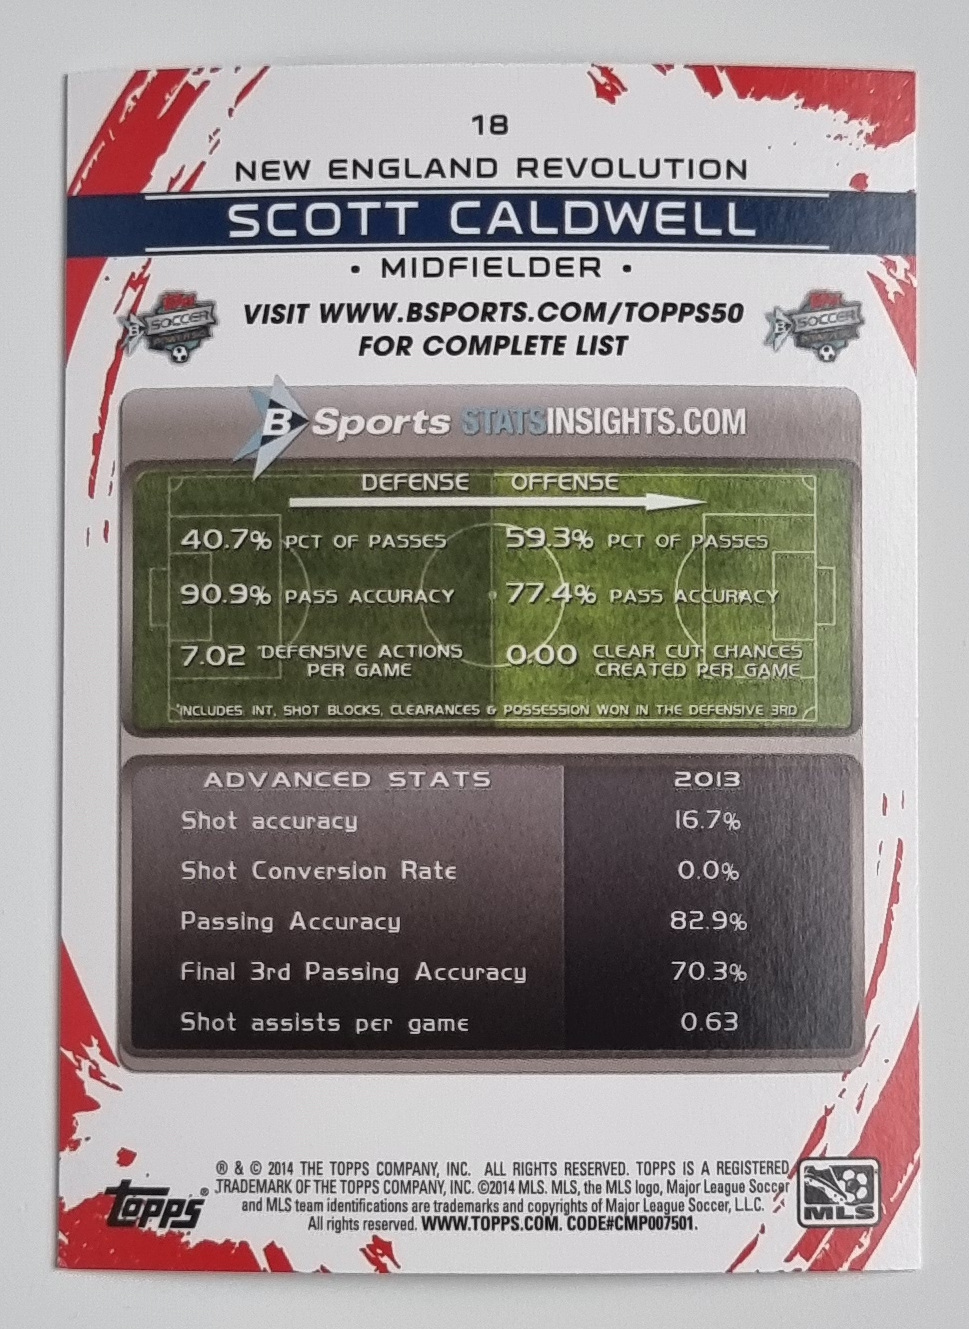 18
NEW ENGLAND REVOLUTION
SCOTT CALDWELL
• MIDFIELDER •
VISIT WWW.BSPORTS.COM/TOPPS50
FOR COMPLETE LIST
B SOCCER
B SOCCER
B Sports STATSINSIGHTS.COM
DEFENSE OFFENSE
40.7% PCT OF PASSES 59.3% PCT OF PASSES
90.9% PASS ACCURACY 77.4% PASS ACCURACY
7.02 *DEFENSIVE ACTIONS PER GAME 0.00 CLEAR CUT CHANCES CREATED PER GAME
*INCLUDES INT, SHOT BLOCKS, CLEARANCES & POSSESSION WON IN THE DEFENSIVE 3RD
ADVANCED STATS 2013
Shot accuracy 16.7%
Shot Conversion Rate 0.0%
Passing Accuracy 82.9%
Final 3rd Passing Accuracy 70.3%
Shot assists per game 0.63
® & © 2014 THE TOPPS COMPANY, INC. ALL RIGHTS RESERVED. TOPPS IS A REGISTERED
TRADEMARK OF THE TOPPS COMPANY, INC. ©2014 MLS. MLS, the MLS logo, Major League Soccer
and MLS team identifications are trademarks and copyrights of Major League Soccer, L.L.C.
All rights reserved. WWW.TOPPS.COM. CODE#CMP007501.
topps®
MLS